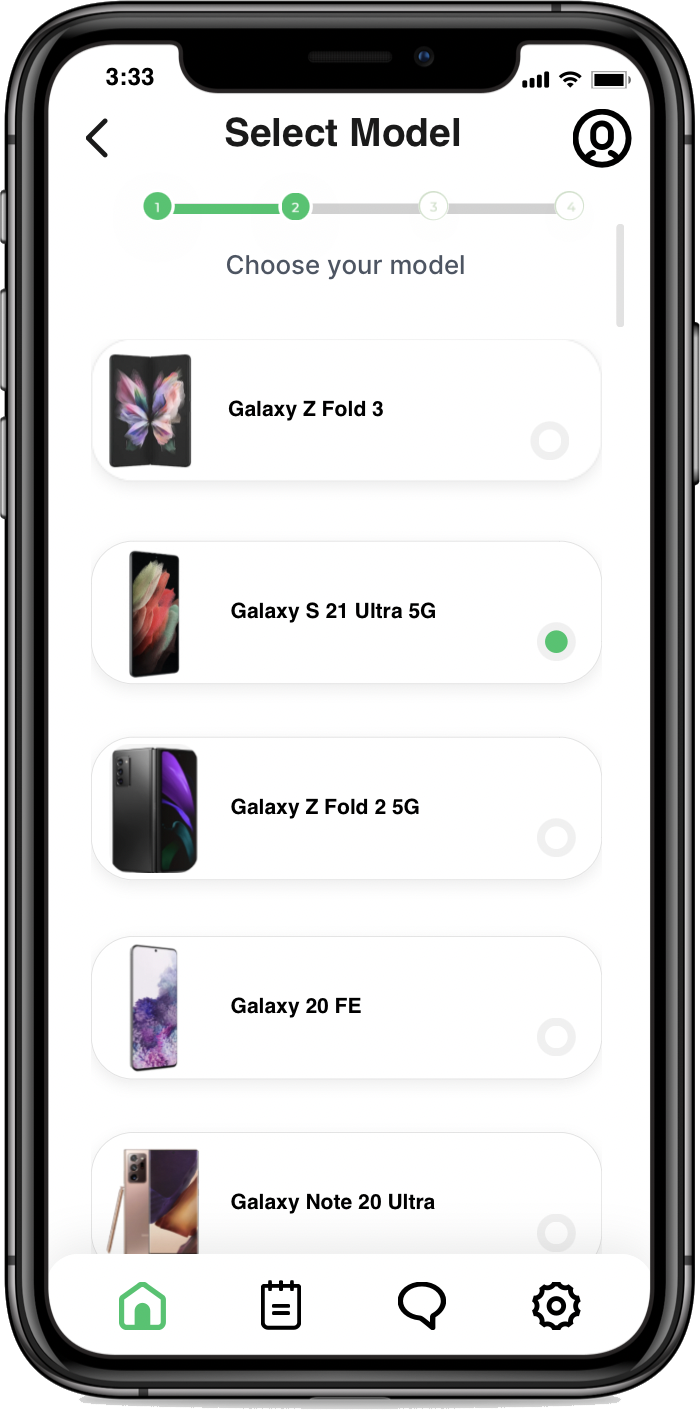 3:33
Select Model
1 2 3 4
Choose your model
Galaxy Z Fold 3
Galaxy S 21 Ultra 5G
Galaxy Z Fold 2 5G
Galaxy 20 FE
Galaxy Note 20 Ultra